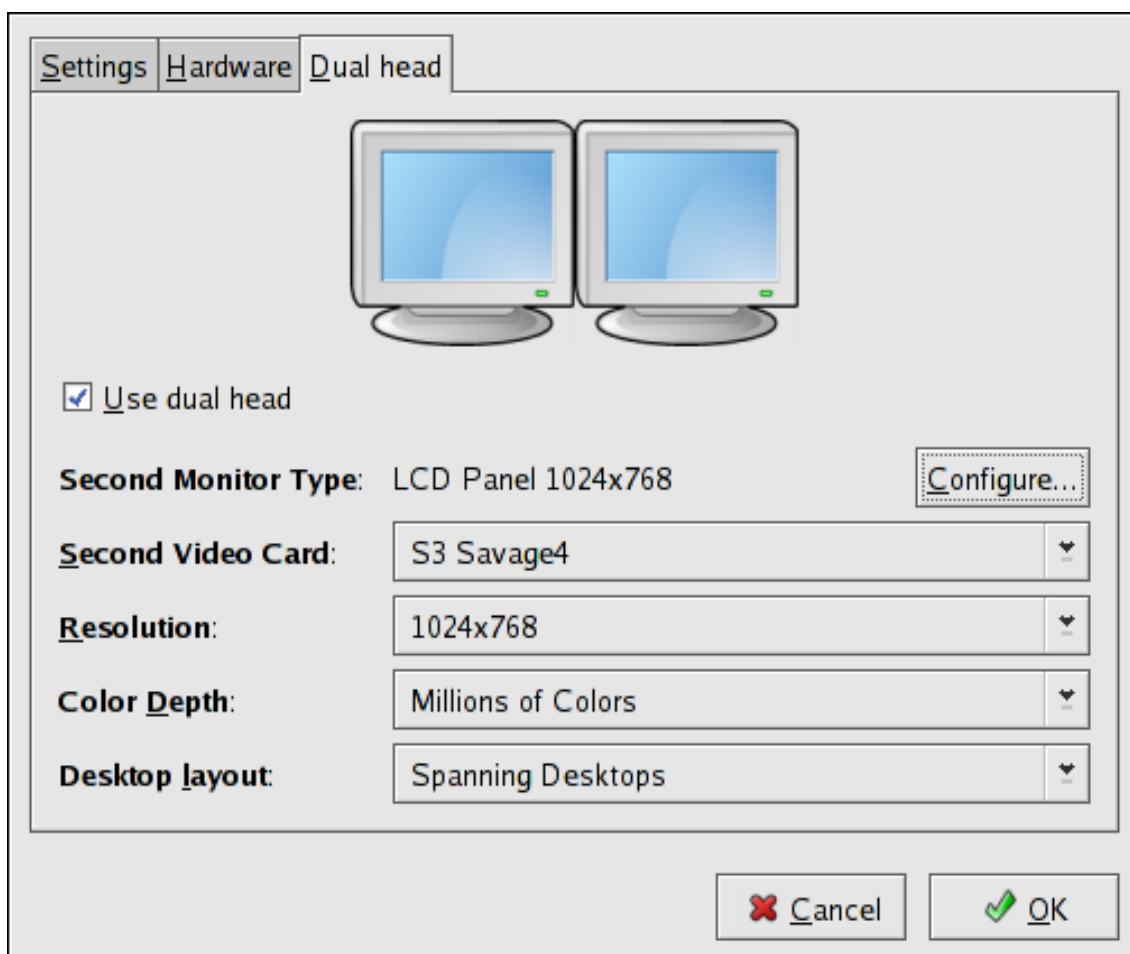 Settings Hardware Dual head
Use dual head
Second Monitor Type: LCD Panel 1024x768 Configure...
Second Video Card: S3 Savage4
Resolution: 1024x768
Color Depth: Millions of Colors
Desktop layout: Spanning Desktops
Cancel OK